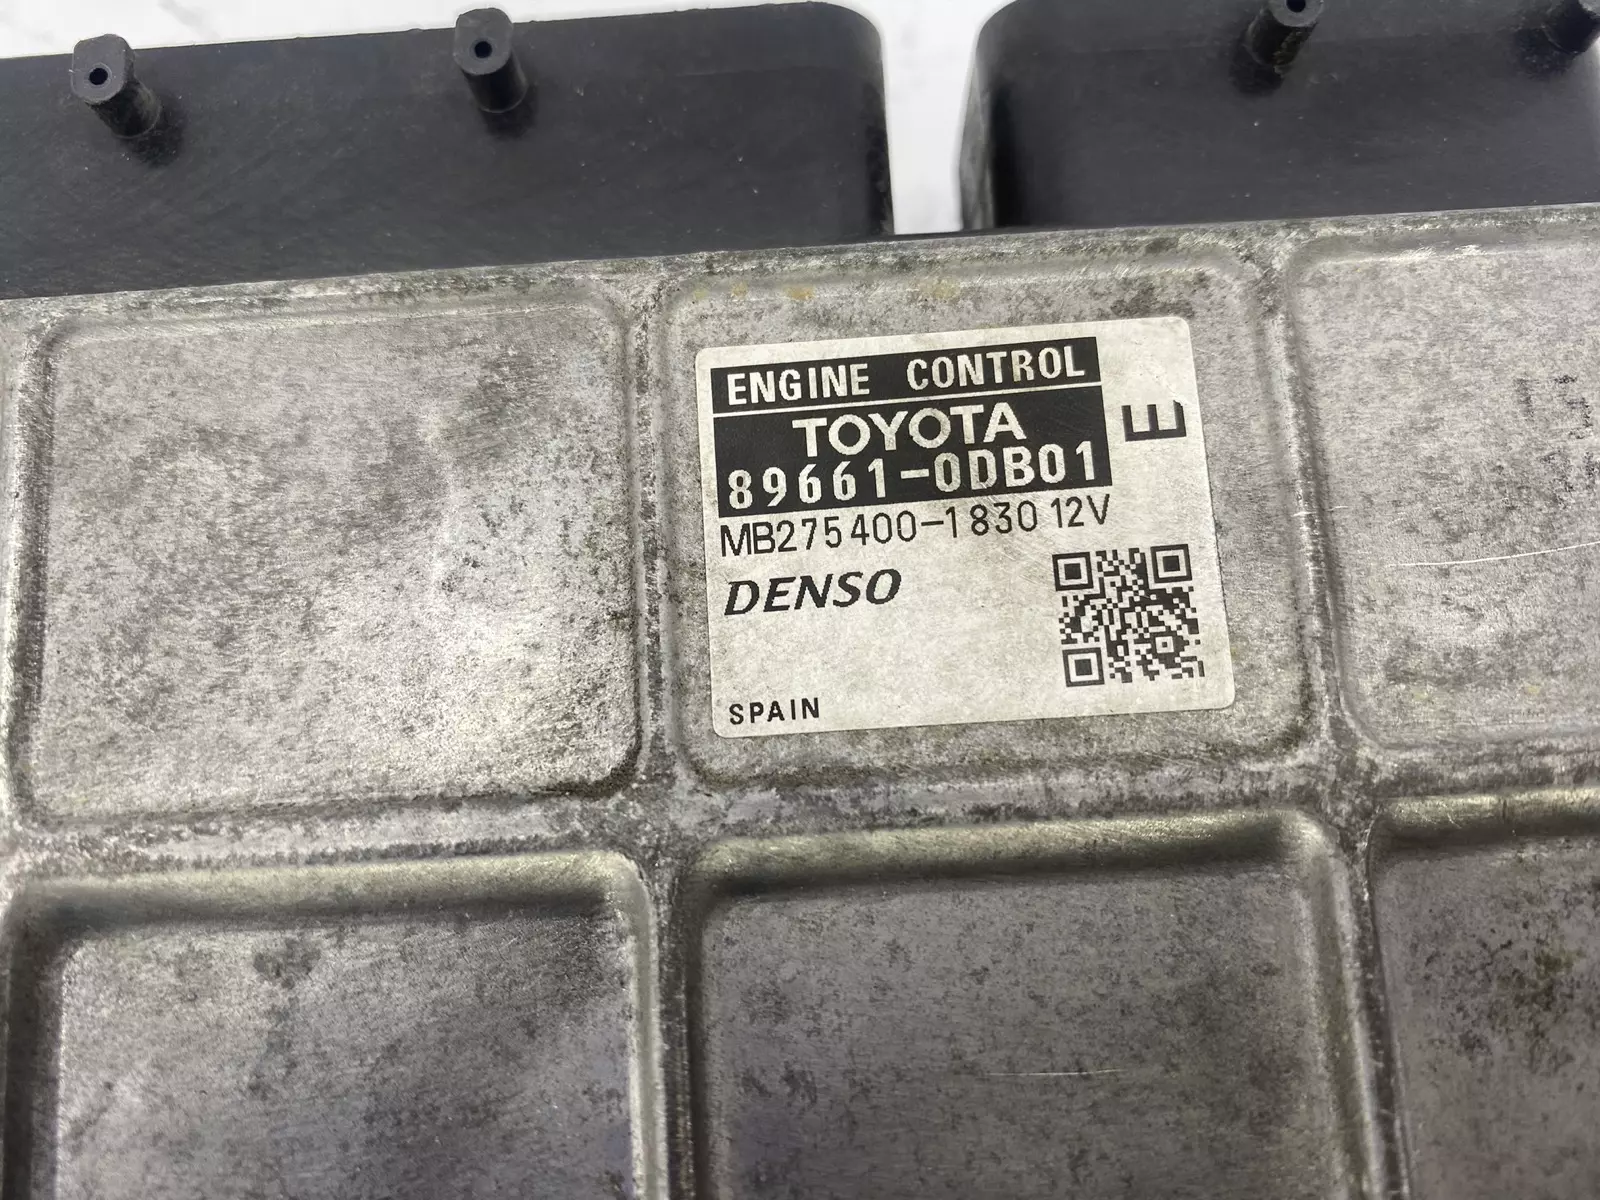 ENGINE CONTROL
TOYOTA
89661-0DB01
E
MB275400-1830 12V
DENSO
SPAIN